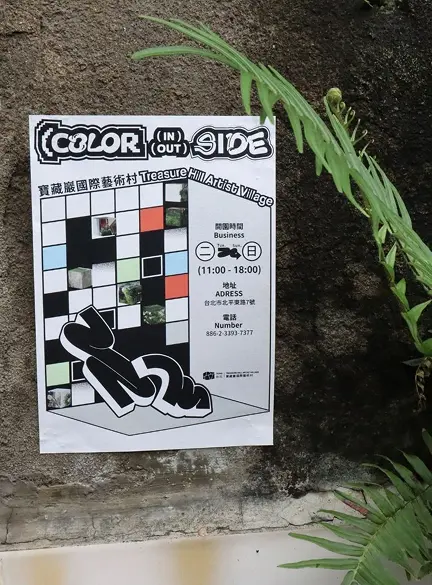 COLOR (IN) (OUT) SIDE
寶藏巖國際藝術村 Treasure Hill Artist Village
開園時間
Business
二 Tue. Sun. 日
(11:00 - 18:00)
地址
ADRESS
台北市北平東路7號
電話
Number
886-2-3393-7377